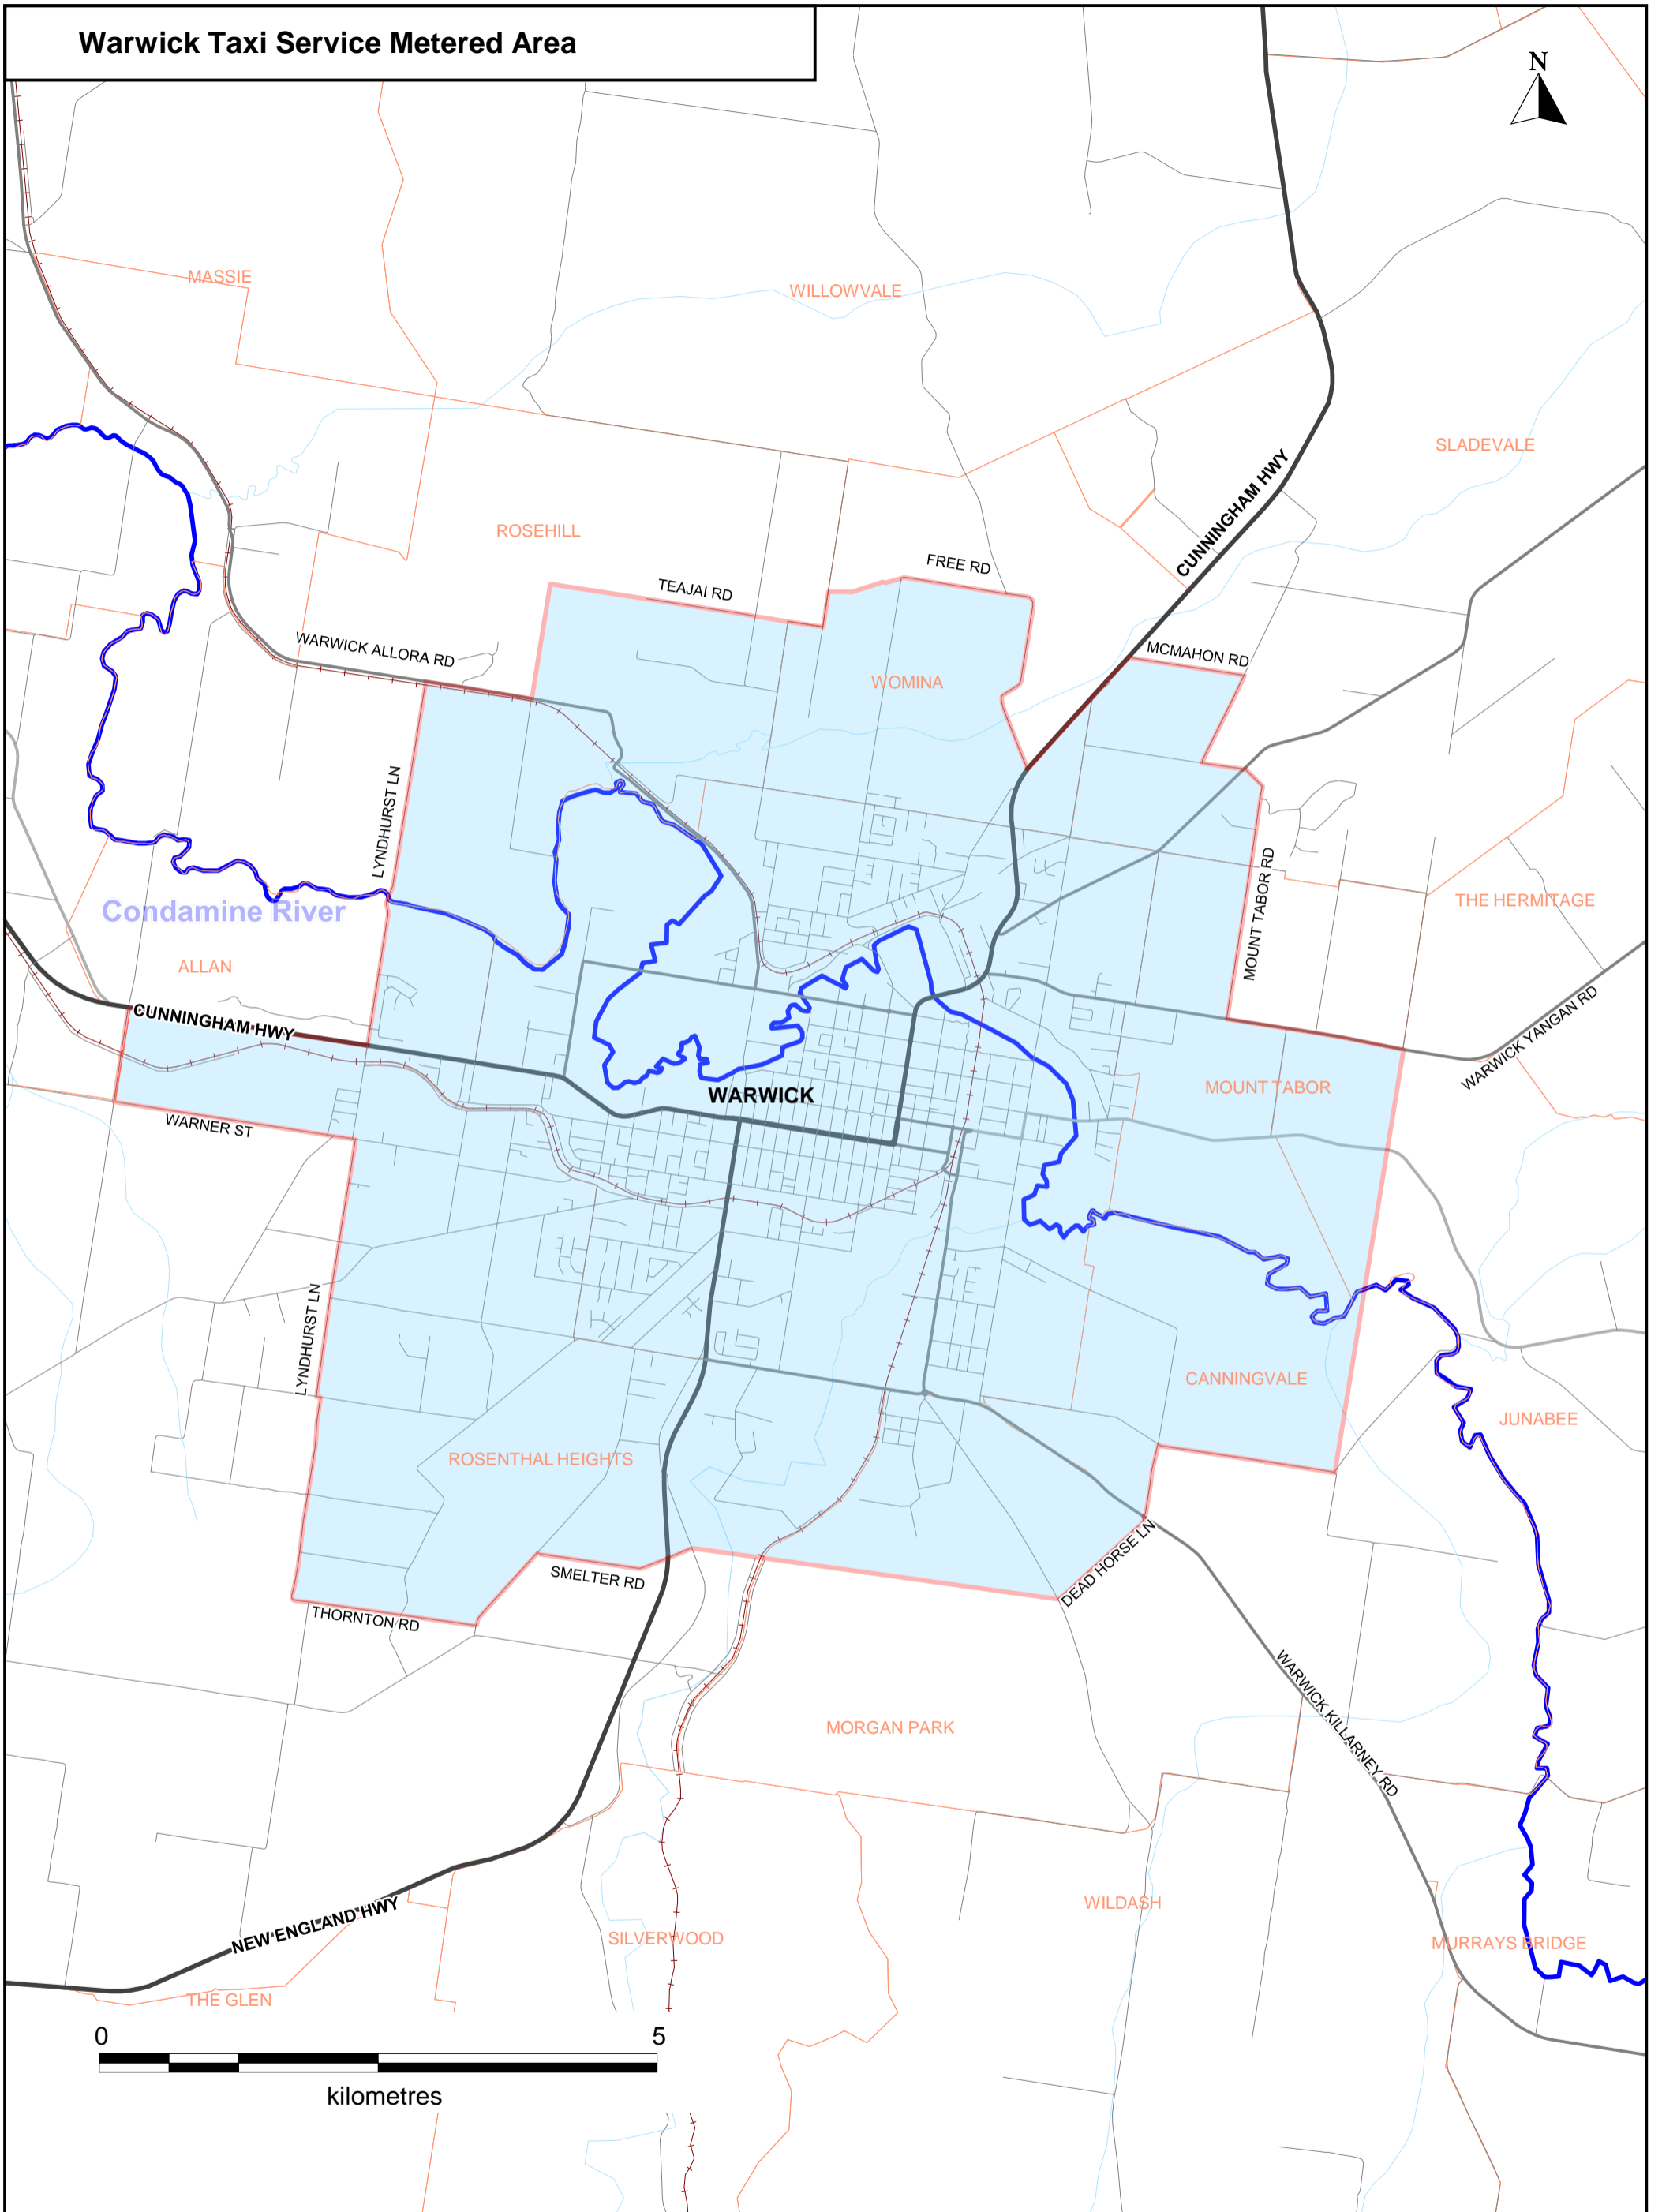 Warwick Taxi Service Metered Area
N
MASSIE
WILLOWVALE
SLADEVALE
CUNNINGHAM HWY
ROSEHILL
FREE RD
TEAJAI RD
WARWICK ALLORA RD
MCMAHON RD
WOMINA
LYNDHURST LN
MOUNT TABOR RD
THE HERMITAGE
Condamine River
ALLAN
CUNNINGHAM HWY
WARWICK YANGAN RD
MOUNT TABOR
WARWICK
WARNER ST
LYNDHURST LN
CANNINGVALE
JUNABEE
ROSENTHAL HEIGHTS
SMELTER RD
DEAD HORSE LN
THORNTON RD
WARWICK KILLARNEY RD
MORGAN PARK
WILDASH
NEW ENGLAND HWY
SILVERWOOD
MURRAYS BRIDGE
THE GLEN
0 5
kilometres